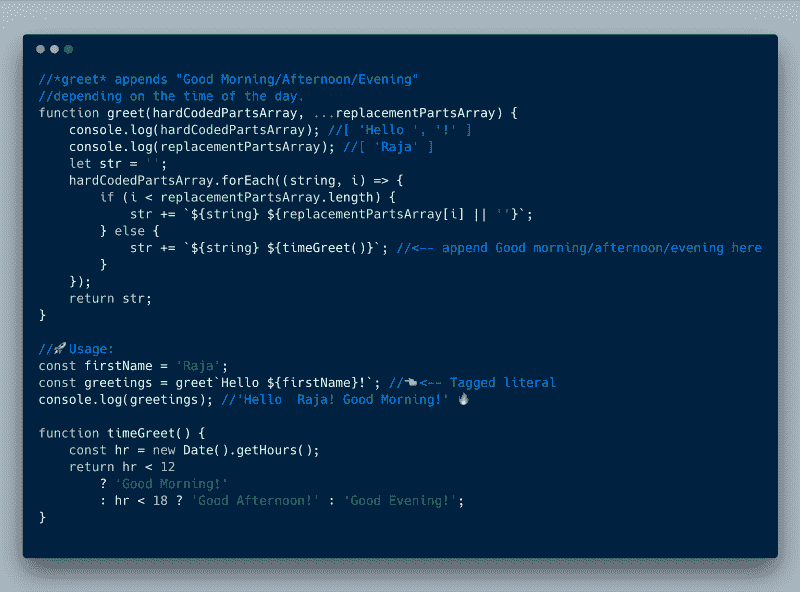 //*greet* appends "Good Morning/Afternoon/Evening"
//depending on the time of the day.
function greet(hardCodedPartsArray, ...replacementPartsArray) {
    console.log(hardCodedPartsArray); //[ 'Hello ', '!' ]
    console.log(replacementPartsArray); //[ 'Raja' ]
    let str = '';
    hardCodedPartsArray.forEach((string, i) => {
        if (i < replacementPartsArray.length) {
            str += `${string} ${replacementPartsArray[i] || ''}`;
        } else {
            str += `${string} ${timeGreet()}`; //<-- append Good morning/afternoon/evening here
        }
    });
    return str;
}
//🚀Usage:
const firstName = 'Raja';
const greetings = greet`Hello ${firstName}!`; //👈<-- Tagged literal
console.log(greetings); //'Hello  Raja! Good Morning!' 🔥
function timeGreet() {
    const hr = new Date().getHours();
    return hr < 12
        ? 'Good Morning!'
        : hr < 18 ? 'Good Afternoon!' : 'Good Evening!';
}